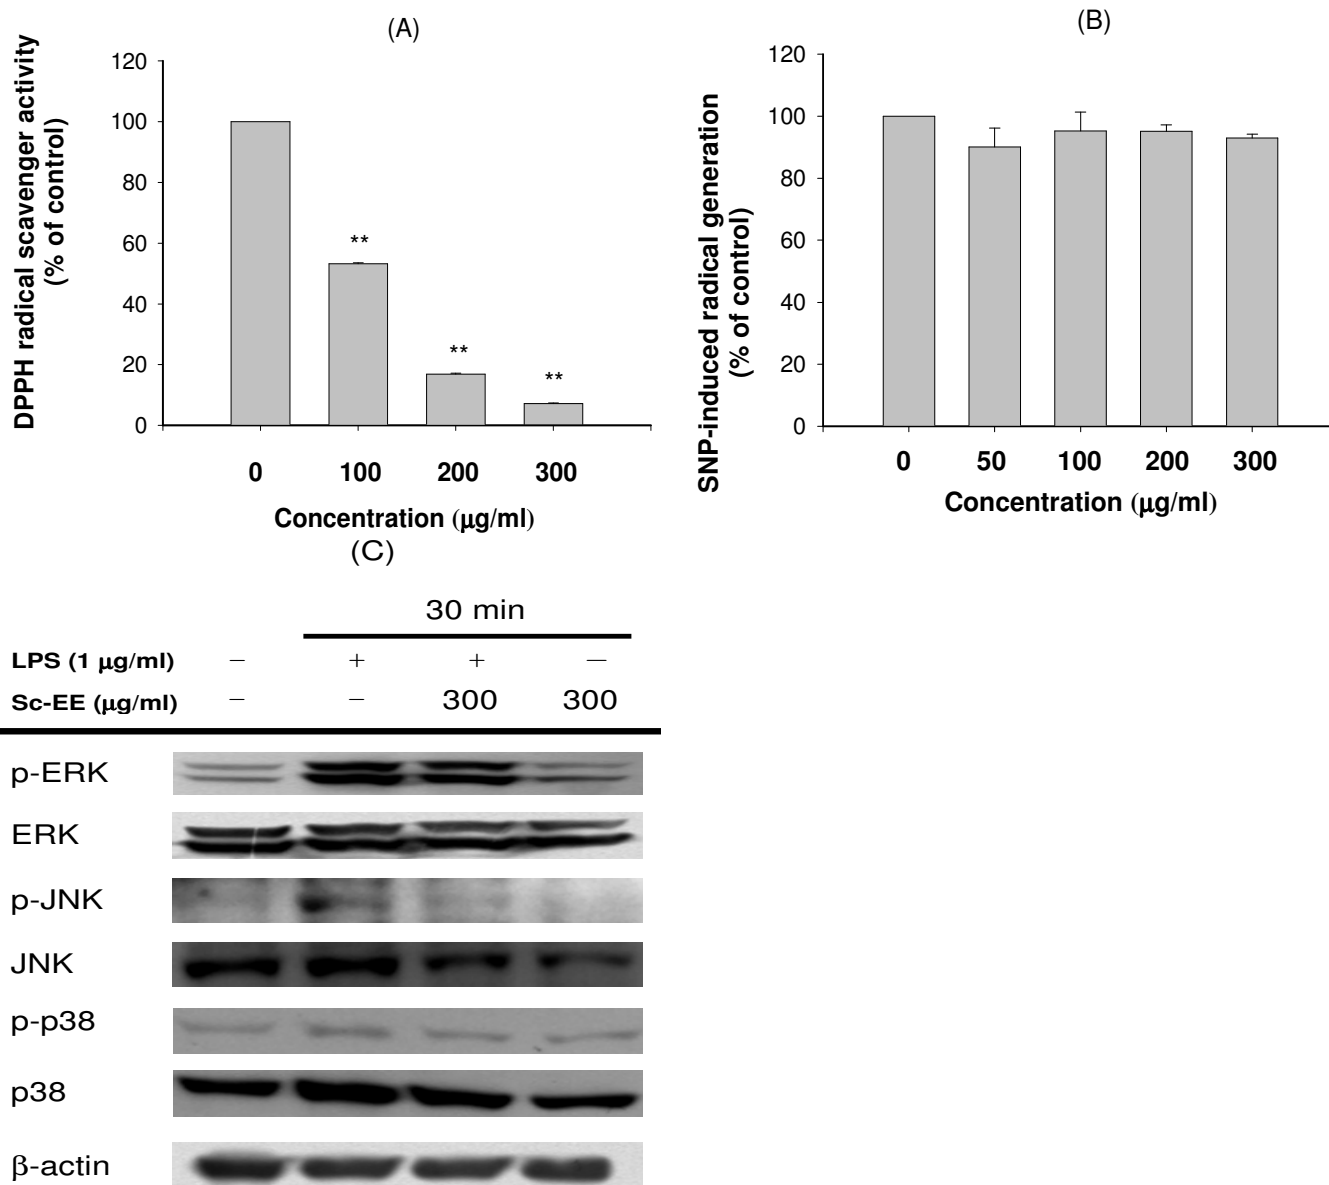 (A)
DPPH radical scavenger activity
(% of control)
120
100
80
60
40
20
0
**
**
**
0 100 200 300
Concentration (μg/ml)
(B)
SNP-induced radical generation
(% of control)
120
100
80
60
40
20
0
0 50 100 200 300
Concentration (μg/ml)
(C)
30 min
LPS (1 μg/ml) − + + −
Sc-EE (μg/ml) − − 300 300
p-ERK
ERK
p-JNK
JNK
p-p38
p38
β-actin